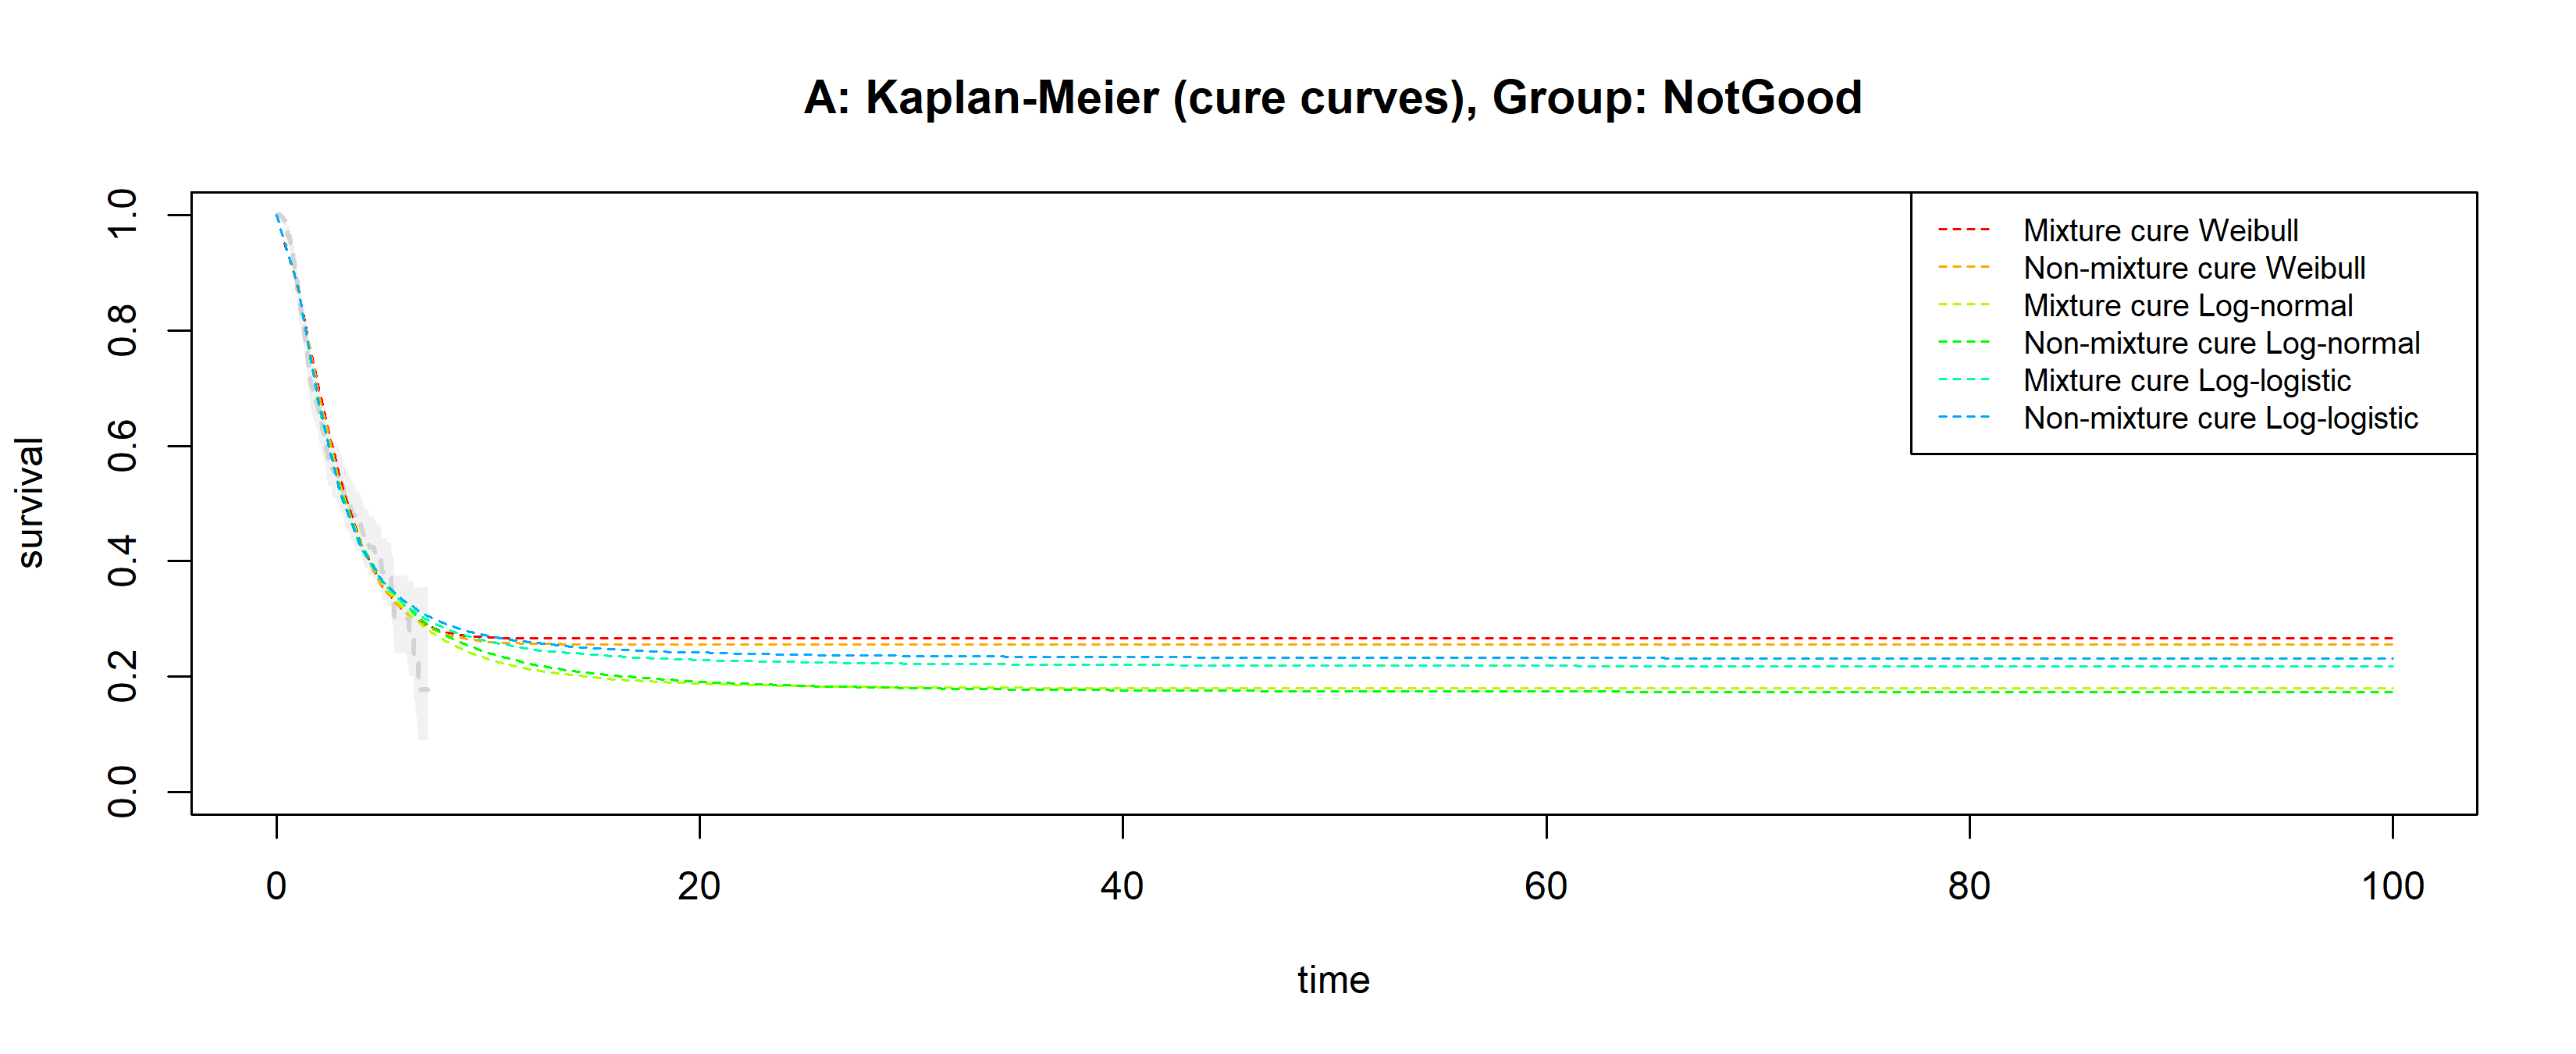 A: Kaplan-Meier (cure curves), Group: NotGood
Mixture cure Weibull
Non-mixture cure Weibull
Mixture cure Log-normal
Non-mixture cure Log-normal
Mixture cure Log-logistic
Non-mixture cure Log-logistic
survival
1.0
0.8
0.6
0.4
0.2
0.0
0 20 40 60 80 100
time